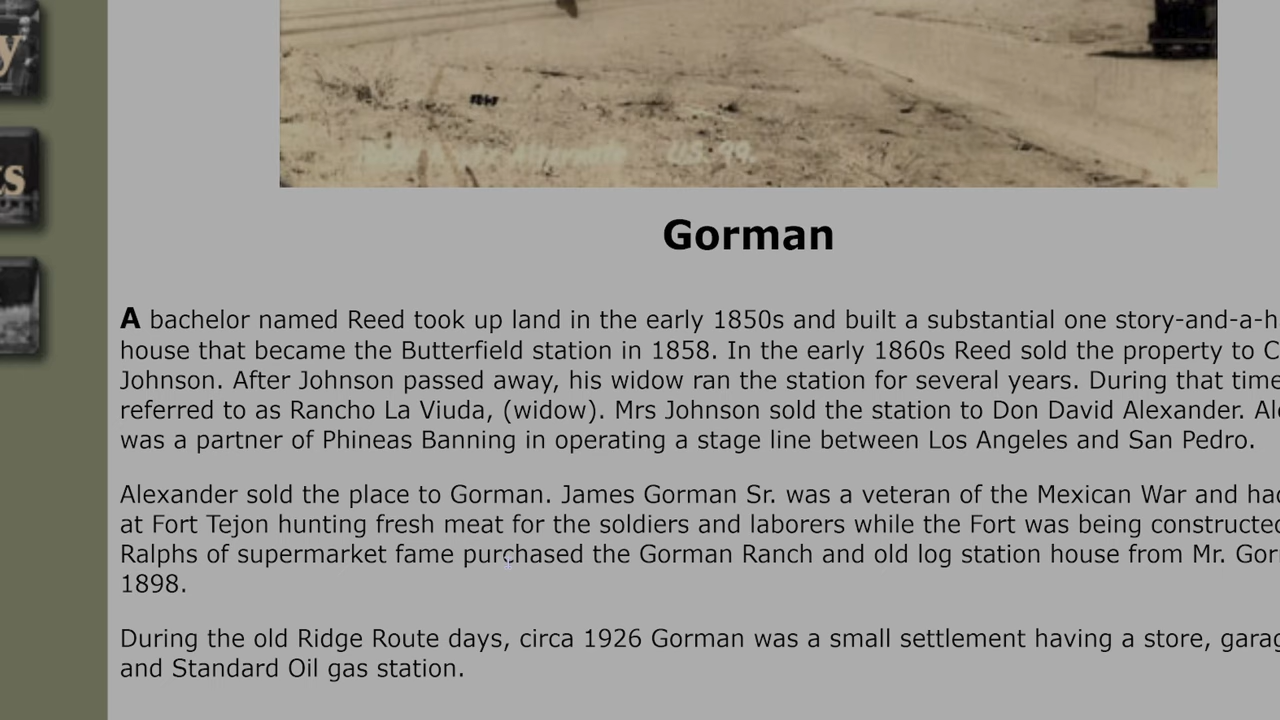 y
ts
US. 99.
Gorman
A bachelor named Reed took up land in the early 1850s and built a substantial one story-and-a-h
house that became the Butterfield station in 1858. In the early 1860s Reed sold the property to C
Johnson. After Johnson passed away, his widow ran the station for several years. During that time
referred to as Rancho La Viuda, (widow). Mrs Johnson sold the station to Don David Alexander. Al
was a partner of Phineas Banning in operating a stage line between Los Angeles and San Pedro.
Alexander sold the place to Gorman. James Gorman Sr. was a veteran of the Mexican War and had
at Fort Tejon hunting fresh meat for the soldiers and laborers while the Fort was being constructed
Ralphs of supermarket fame purchased the Gorman Ranch and old log station house from Mr. Gor
1898.
During the old Ridge Route days, circa 1926 Gorman was a small settlement having a store, garag
and Standard Oil gas station.